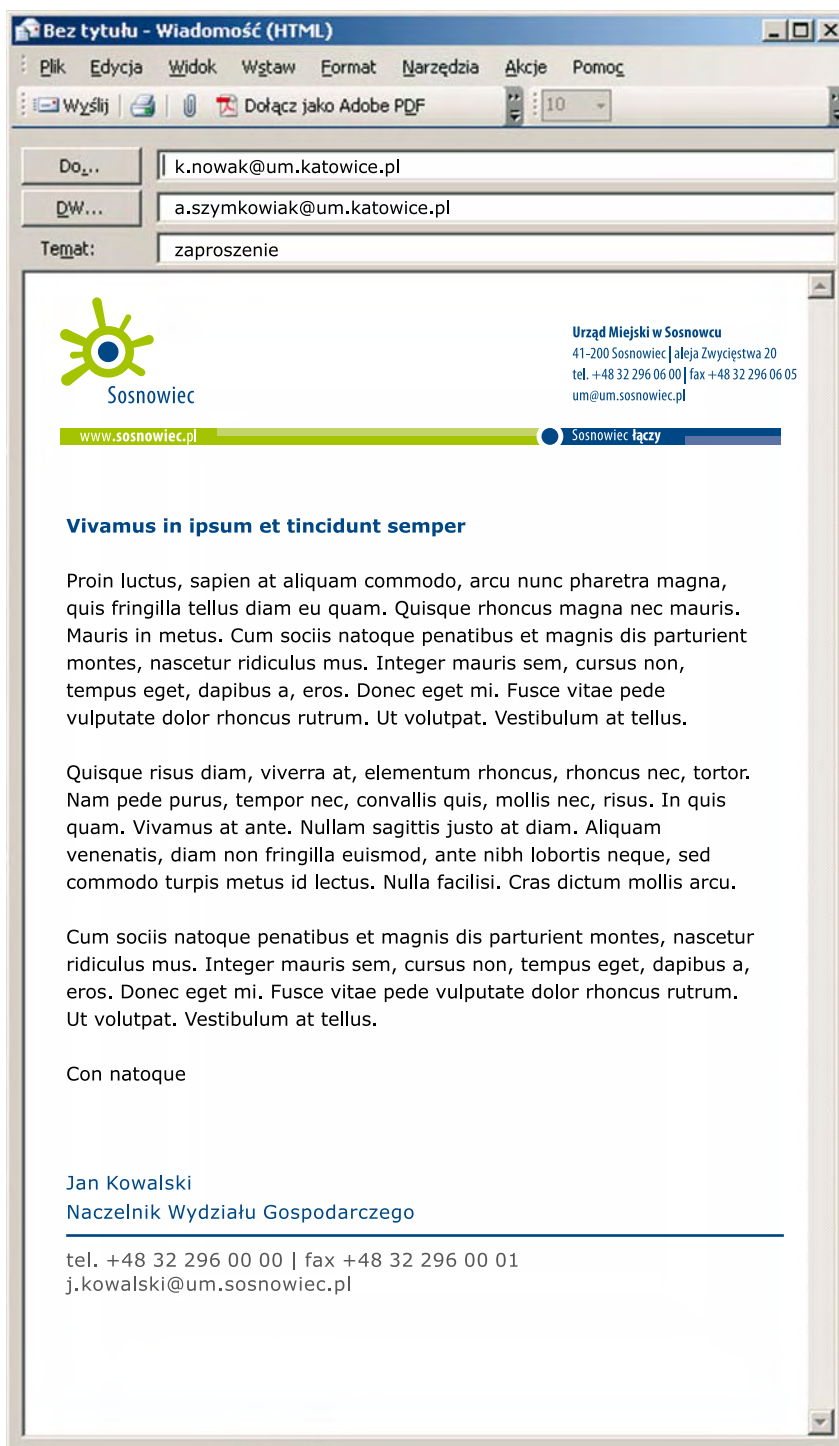 Bez tytułu - Wiadomość (HTML)
Plik Edycja Widok Wstaw Format Narzędzia Akcje Pomoc
Wyślij Dołącz jako Adobe PDF 10
Do... k.nowak@um.katowice.pl
DW... a.szymkowiak@um.katowice.pl
Temat: zaproszenie
Sosnowiec
Urząd Miejski w Sosnowcu
41-200 Sosnowiec | aleja Zwycięstwa 20
tel. +48 32 296 06 00 | fax +48 32 296 06 05
um@um.sosnowiec.pl
www.sosnowiec.pl Sosnowiec łączy
Vivamus in ipsum et tincidunt semper
Proin luctus, sapien at aliquam commodo, arcu nunc pharetra magna,
quis fringilla tellus diam eu quam. Quisque rhoncus magna nec mauris.
Mauris in metus. Cum sociis natoque penatibus et magnis dis parturient
montes, nascetur ridiculus mus. Integer mauris sem, cursus non,
tempus eget, dapibus a, eros. Donec eget mi. Fusce vitae pede
vulputate dolor rhoncus rutrum. Ut volutpat. Vestibulum at tellus.
Quisque risus diam, viverra at, elementum rhoncus, rhoncus nec, tortor.
Nam pede purus, tempor nec, convallis quis, mollis nec, risus. In quis
quam. Vivamus at ante. Nullam sagittis justo at diam. Aliquam
venenatis, diam non fringilla euismod, ante nibh lobortis neque, sed
commodo turpis metus id lectus. Nulla facilisi. Cras dictum mollis arcu.
Cum sociis natoque penatibus et magnis dis parturient montes, nascetur
ridiculus mus. Integer mauris sem, cursus non, tempus eget, dapibus a,
eros. Donec eget mi. Fusce vitae pede vulputate dolor rhoncus rutrum.
Ut volutpat. Vestibulum at tellus.
Con natoque
Jan Kowalski
Naczelnik Wydziału Gospodarczego
tel. +48 32 296 00 00 | fax +48 32 296 00 01
j.kowalski@um.sosnowiec.pl